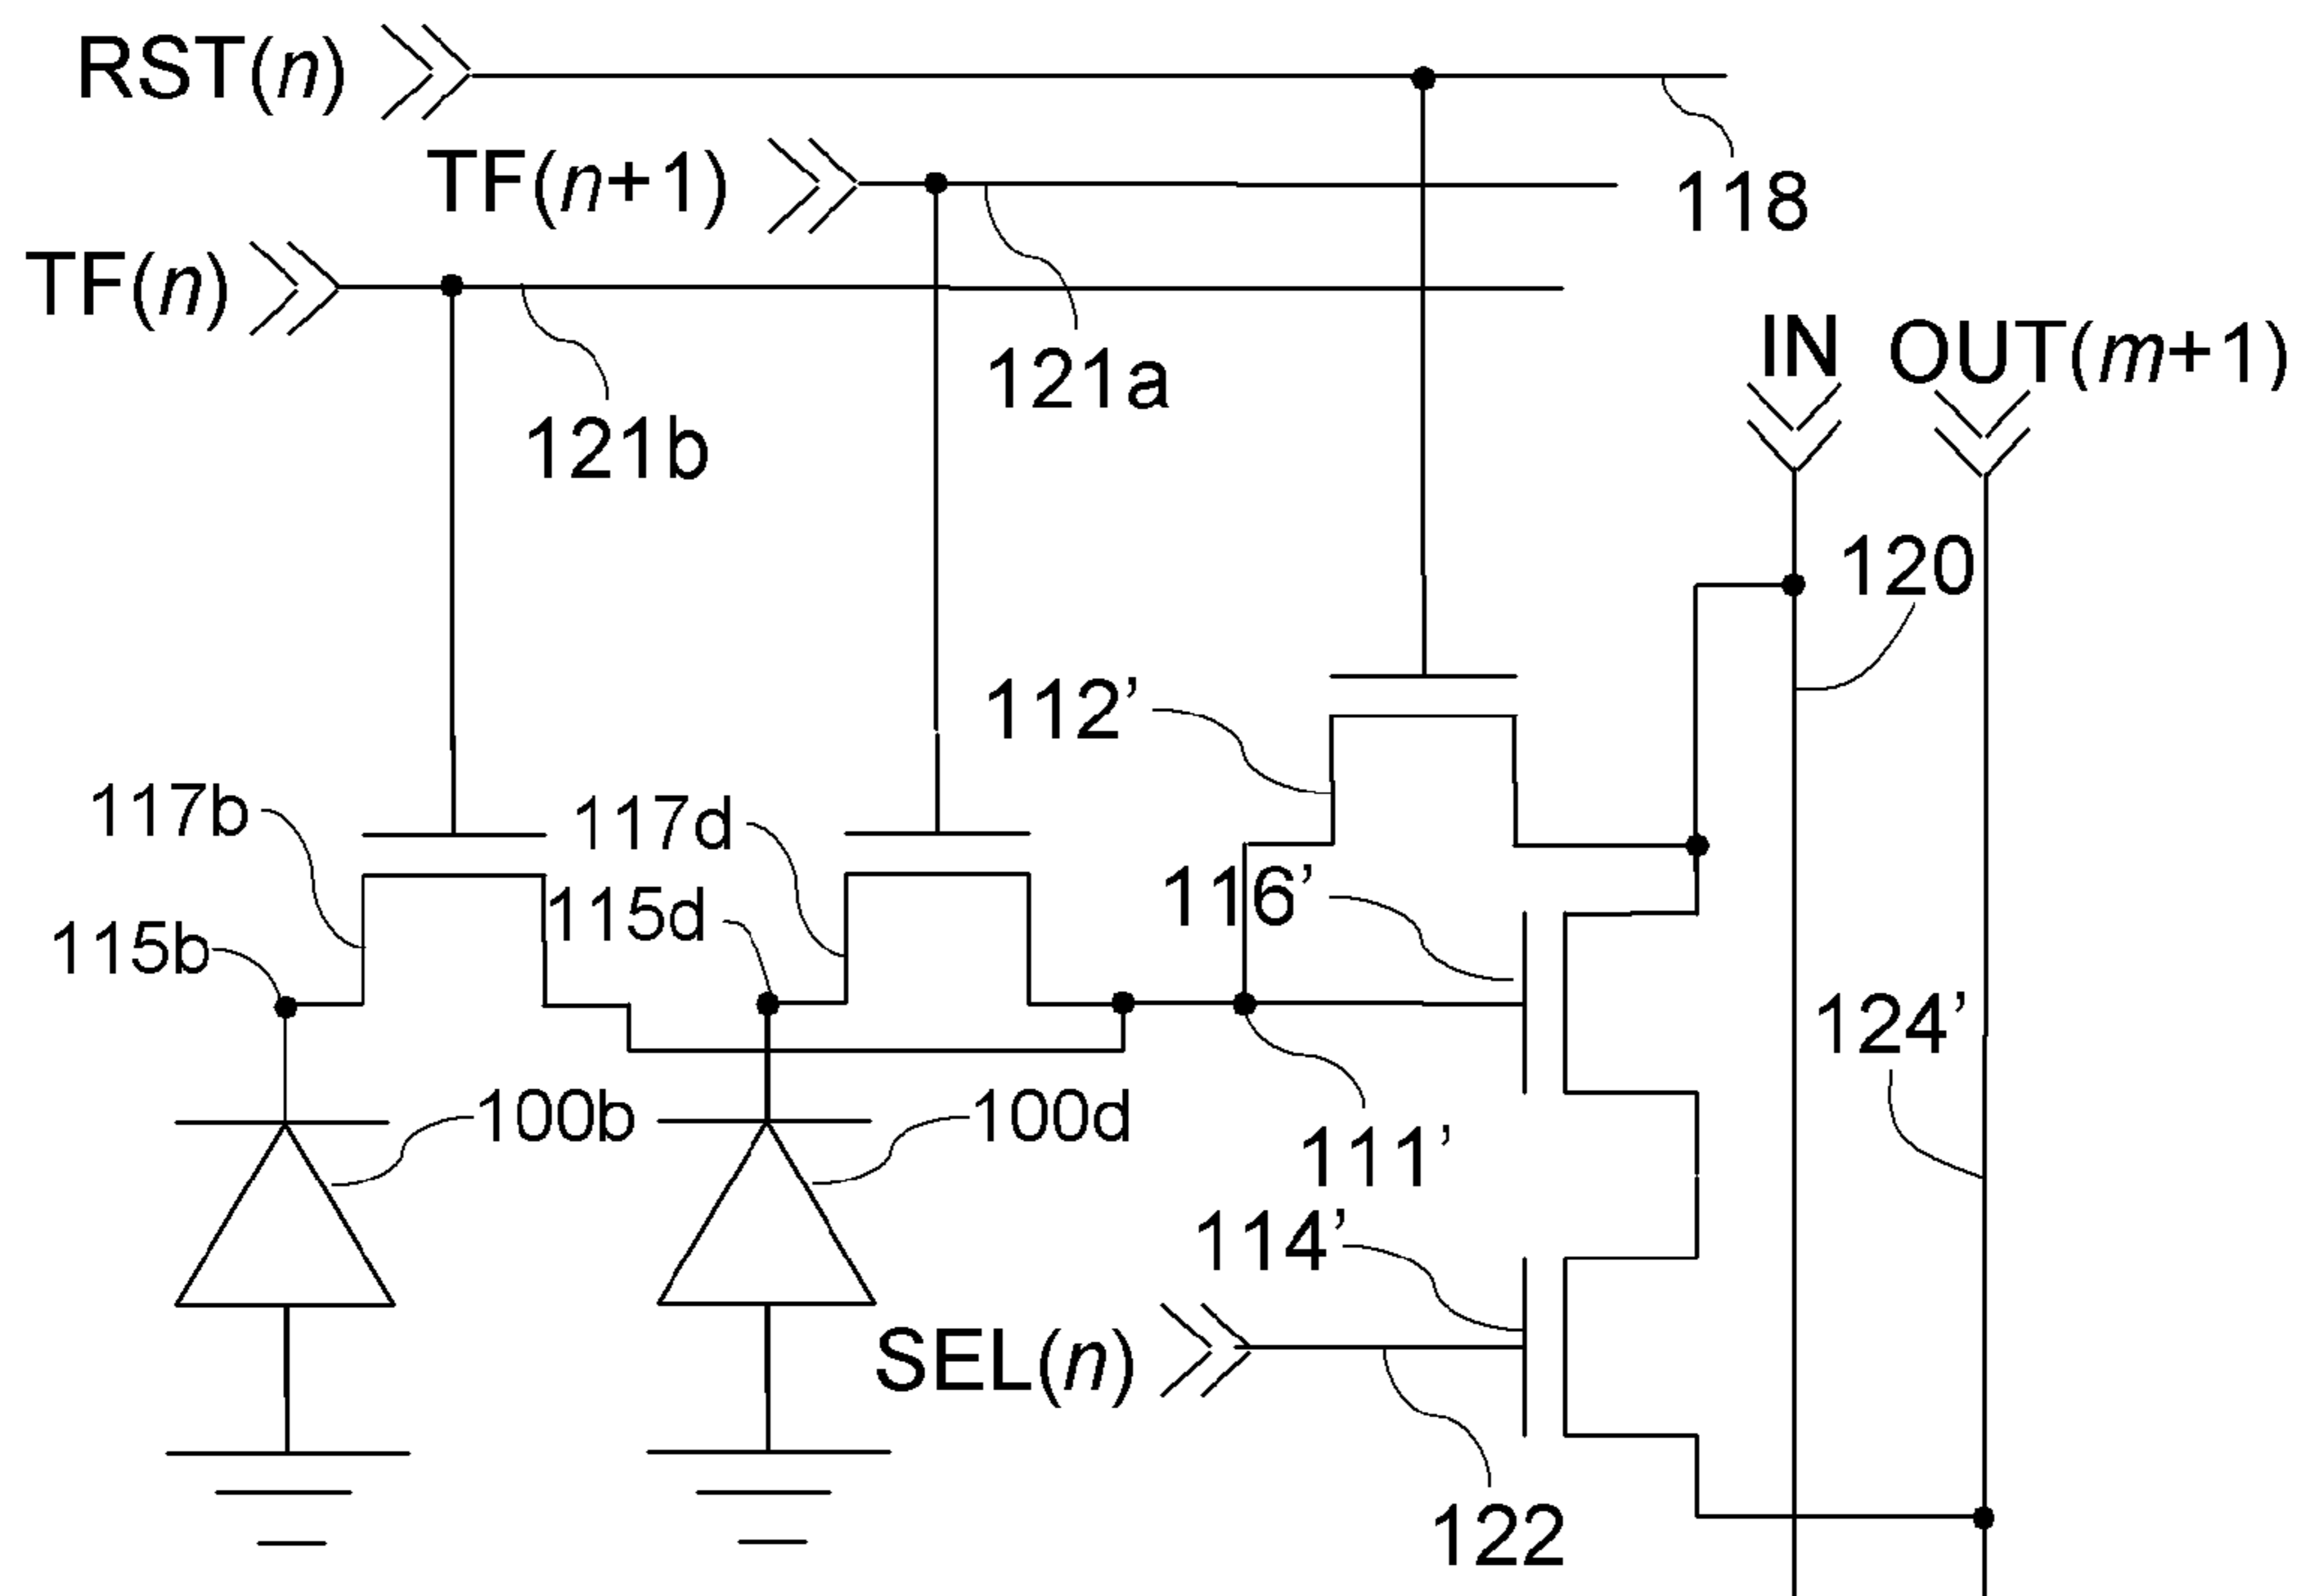 RST(n)
TF(n+1)
118
TF(n)
IN
OUT(m+1)
121a
121b
120
112’
117b
117d
116’
115d
115b
124’
100b
100d
111’
114’
SEL(n)
122